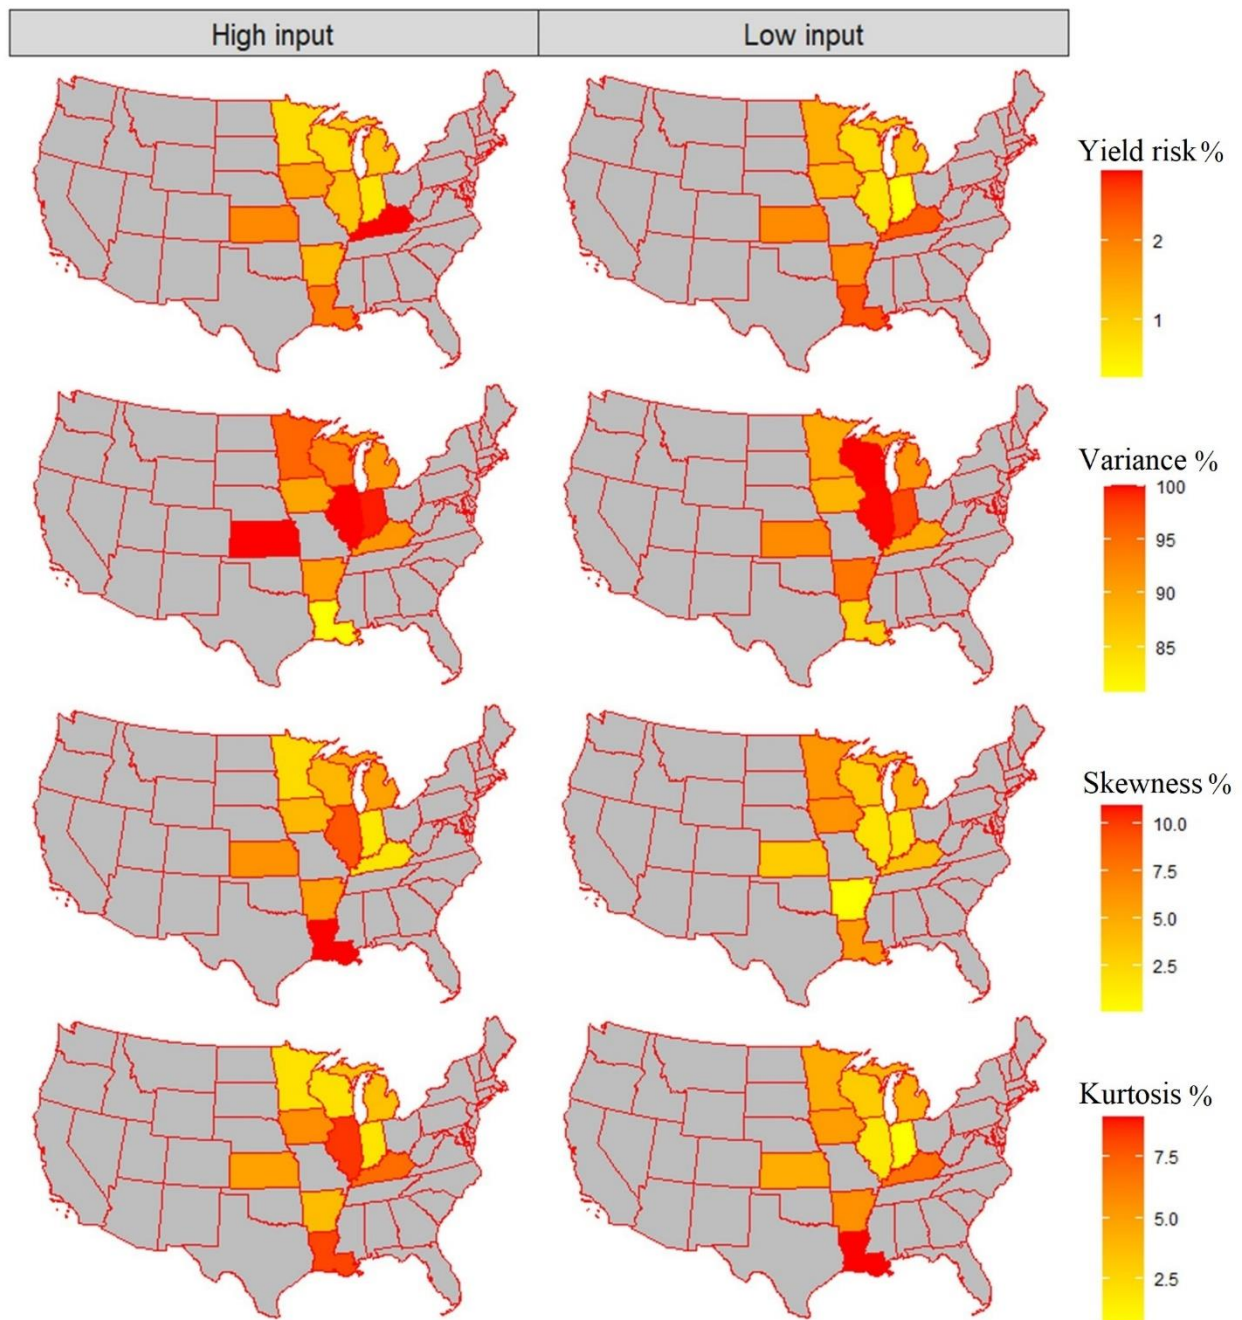 High input
Low input
Yield risk %
2
1
Variance %
100
95
90
85
Skewness %
10.0
7.5
5.0
2.5
Kurtosis %
7.5
5.0
2.5